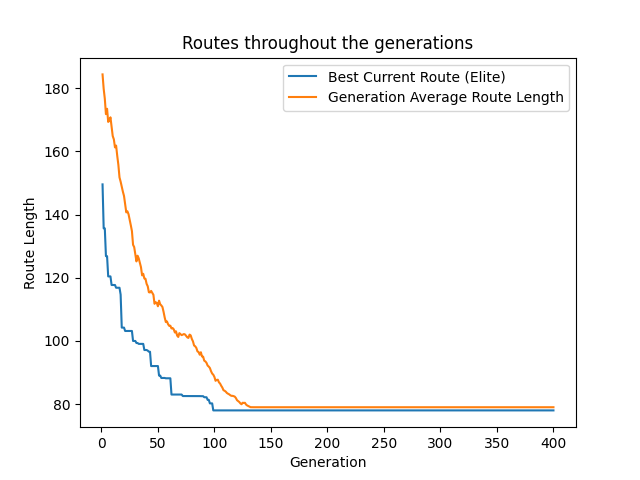 Routes throughout the generations
Best Current Route (Elite)
Generation Average Route Length
Route Length
180
160
140
120
100
80
0 50 100 150 200 250 300 350 400
Generation